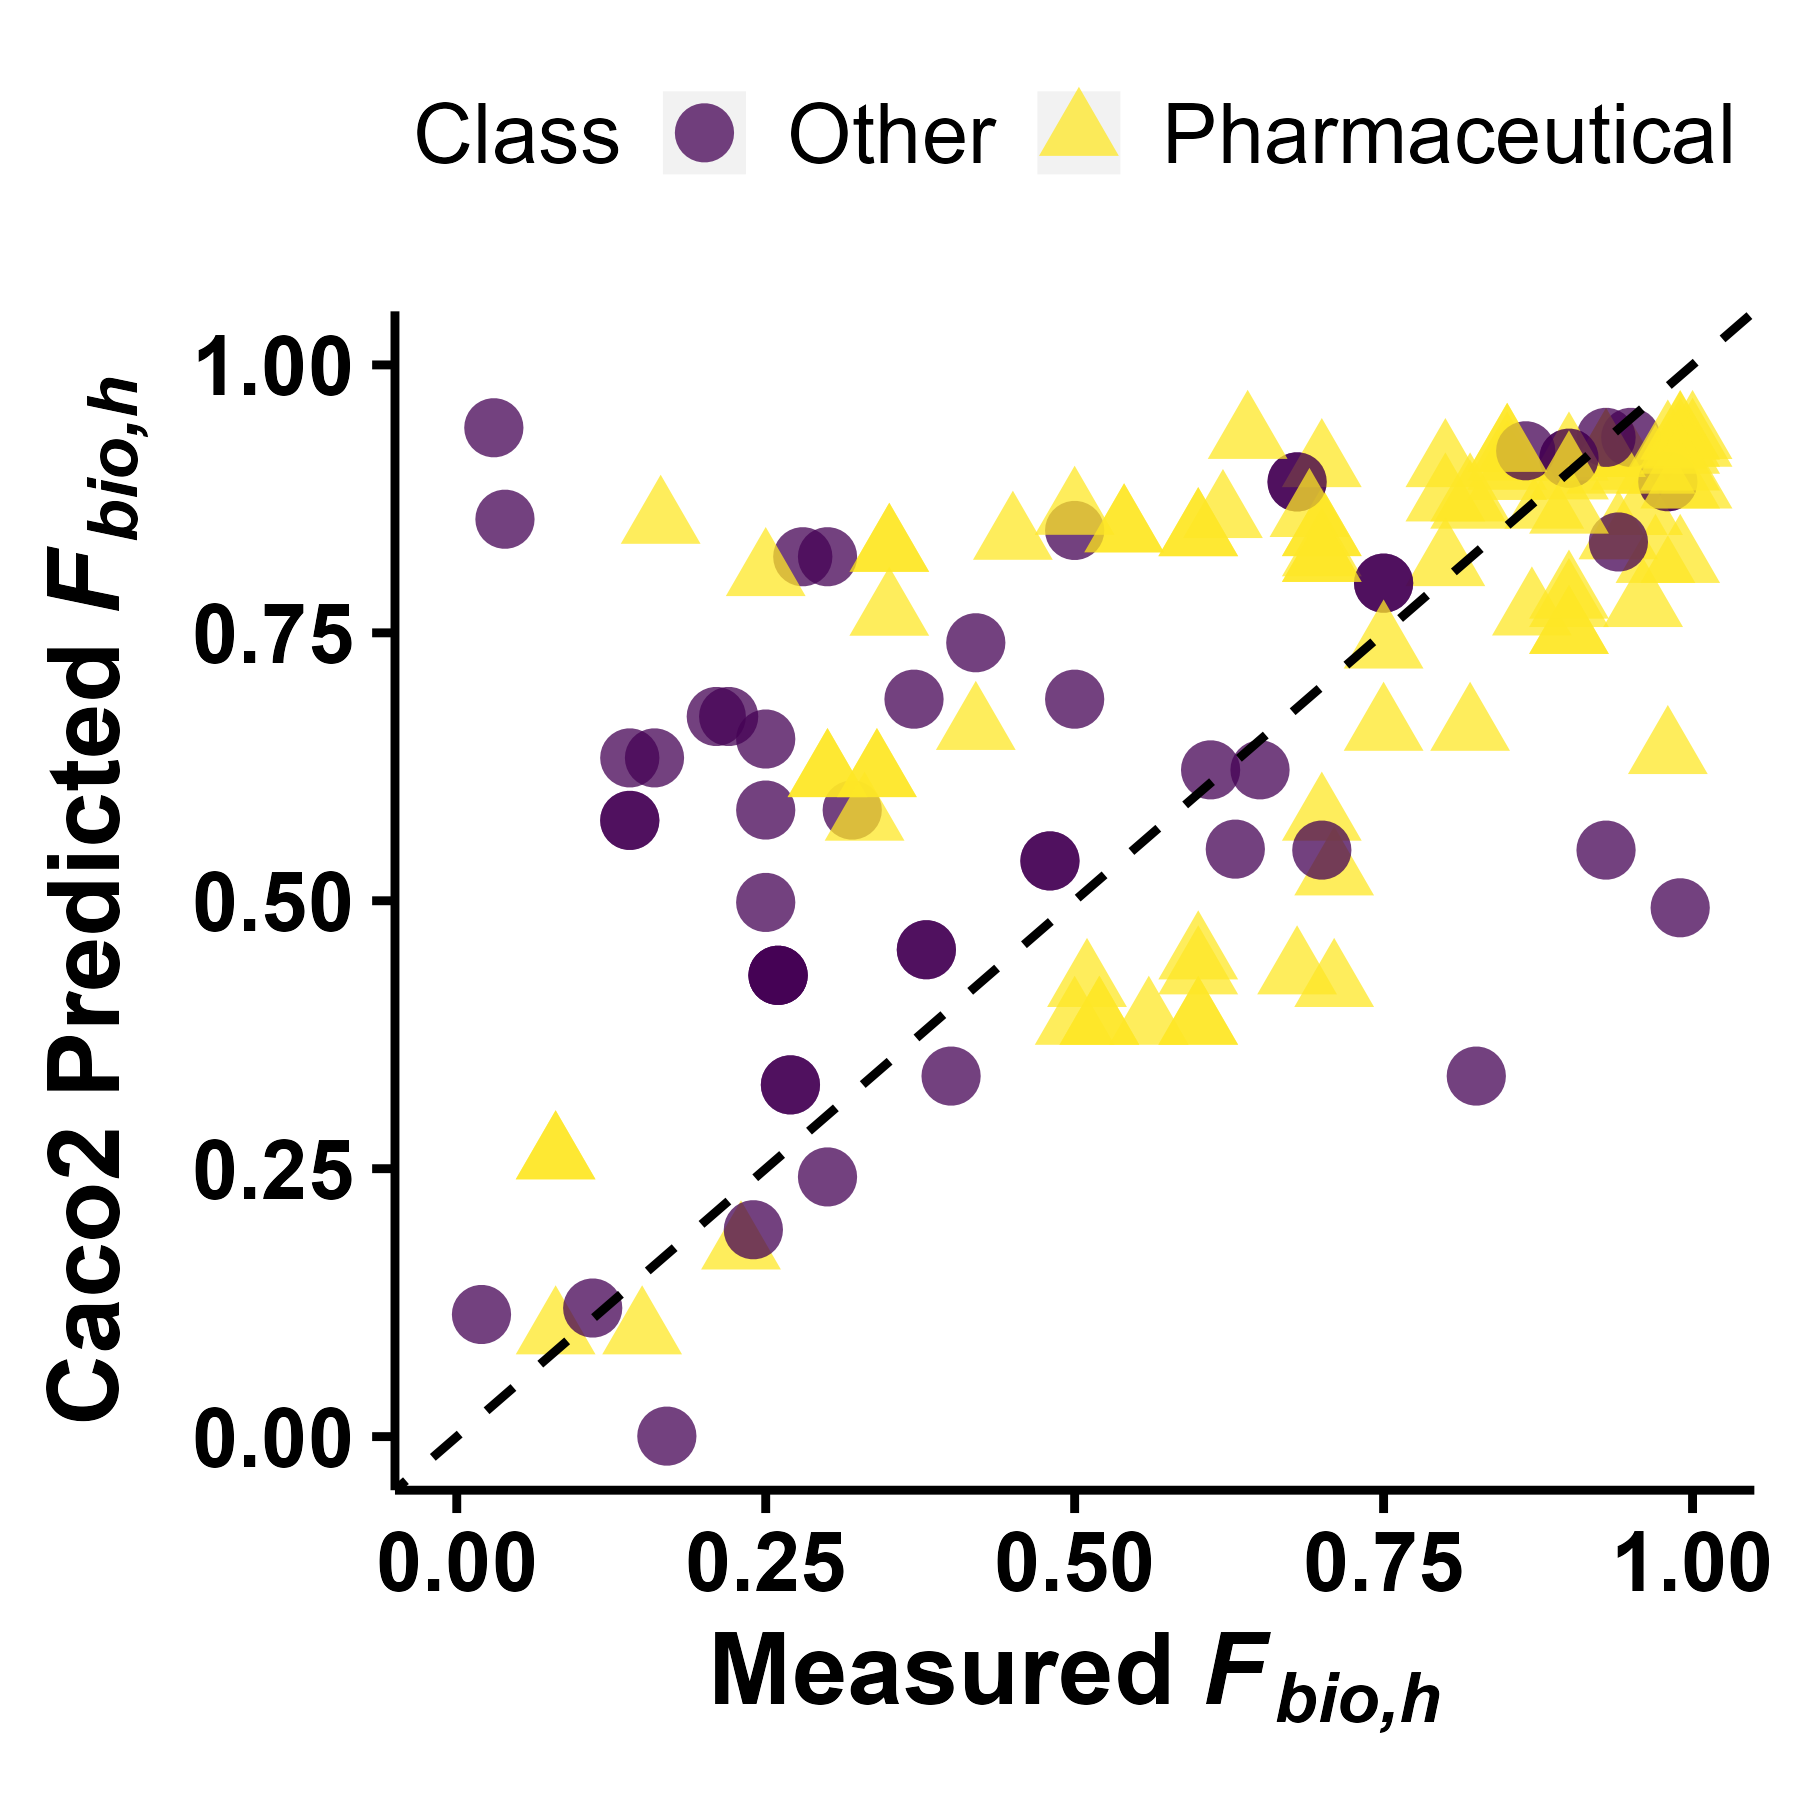 Class Other Pharmaceutical
Caco2 Predicted F bio,h
1.00
0.75
0.50
0.25
0.00
0.00 0.25 0.50 0.75 1.00
Measured F bio,h